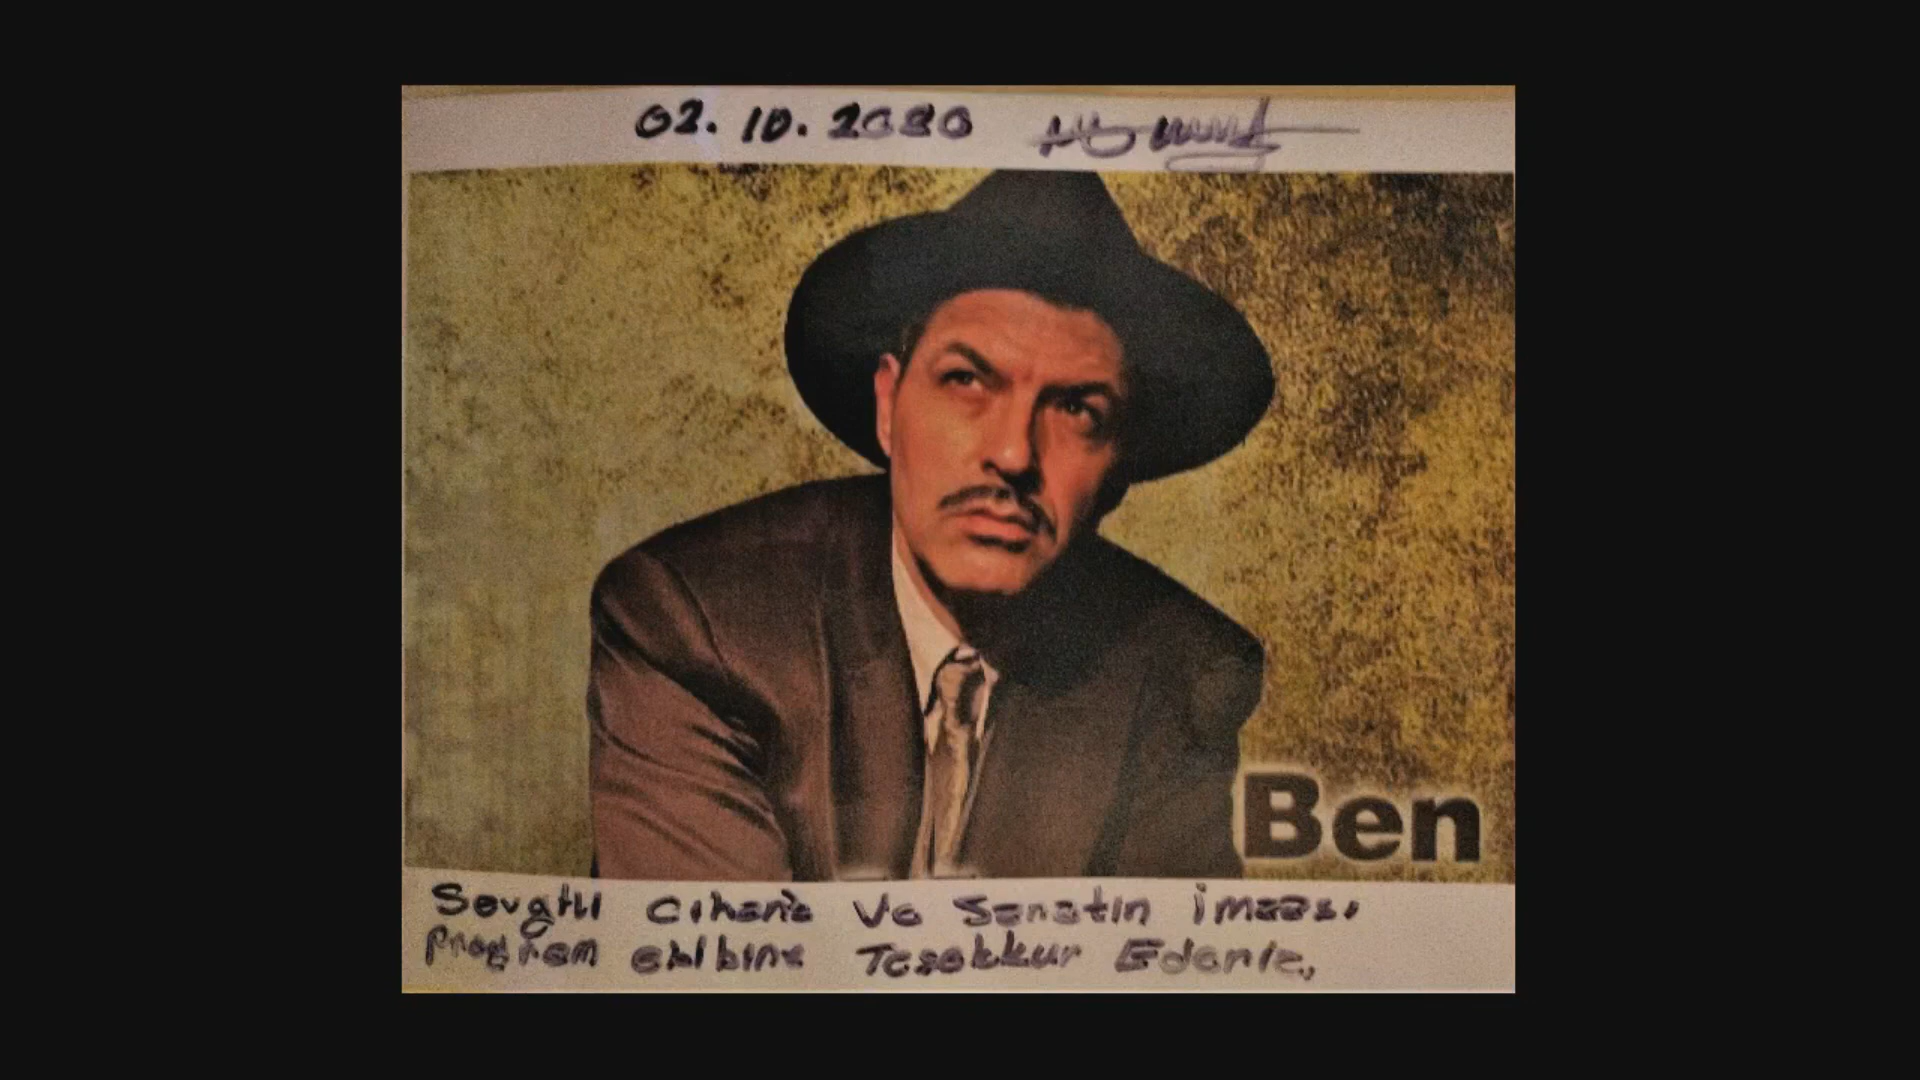 02.10.2020
Ben
Sevgili Cihan'a Ve Sanatın İmzası
Program ekibine Teşekkür Ederiz,